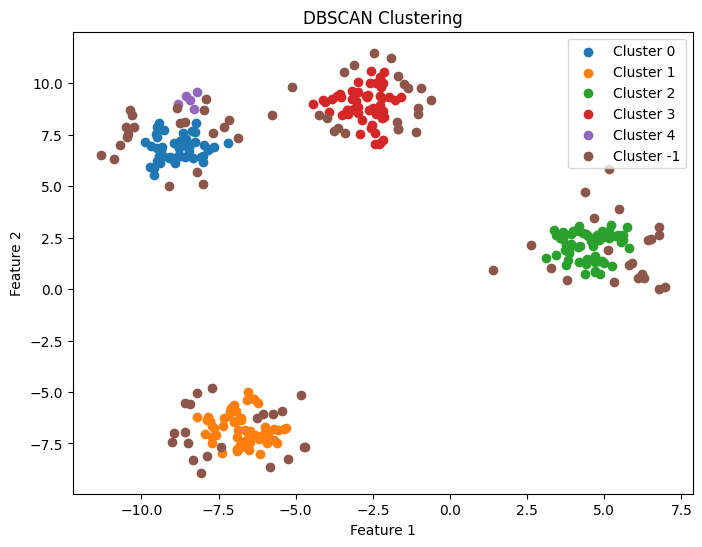 DBSCAN Clustering
Cluster 0
Cluster 1
Cluster 2
Cluster 3
Cluster 4
Cluster -1
10.0
7.5
5.0
2.5
0.0
−2.5
−5.0
−7.5
Feature 2
−10.0 −7.5 −5.0 −2.5 0.0 2.5 5.0 7.5
Feature 1